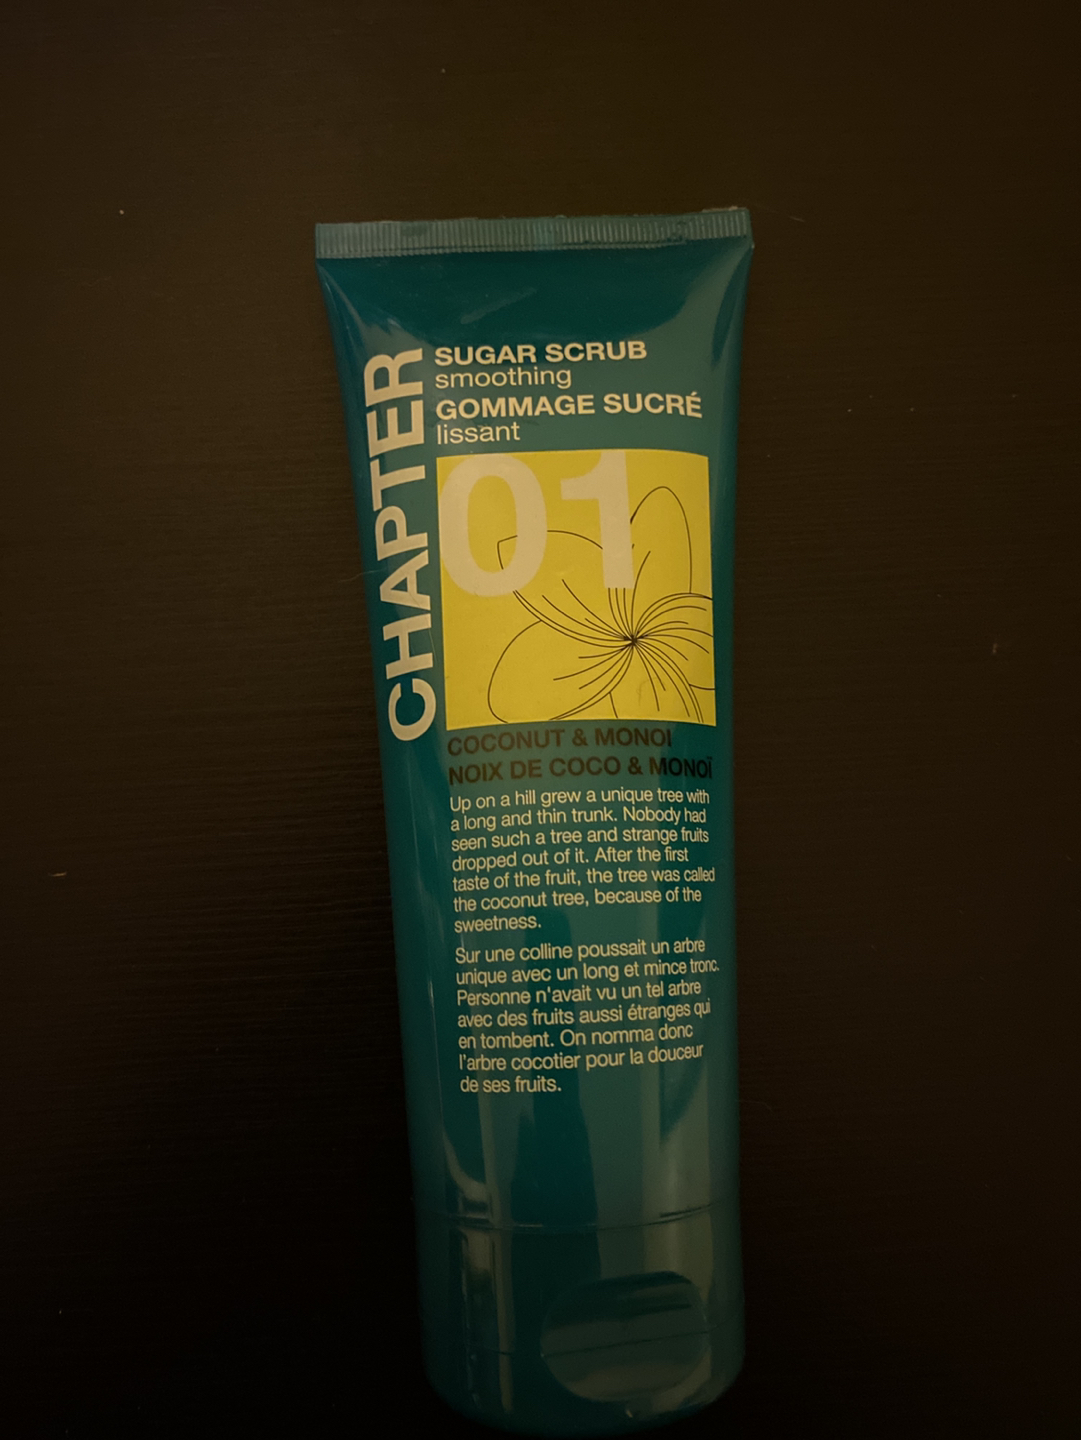 CHAPTER
SUGAR SCRUB
smoothing
GOMMAGE SUCRÉ
lissant
01
COCONUT & MONOI
NOIX DE COCO & MONOÏ
Up on a hill grew a unique tree with
a long and thin trunk. Nobody had
seen such a tree and strange fruits
dropped out of it. After the first
taste of the fruit, the tree was called
the coconut tree, because of the
sweetness.
Sur une colline poussait un arbre
unique avec un long et mince tronc.
Personne n'avait vu un tel arbre
avec des fruits aussi étranges qui
en tombent. On nomma donc
l'arbre cocotier pour la douceur
de ses fruits.